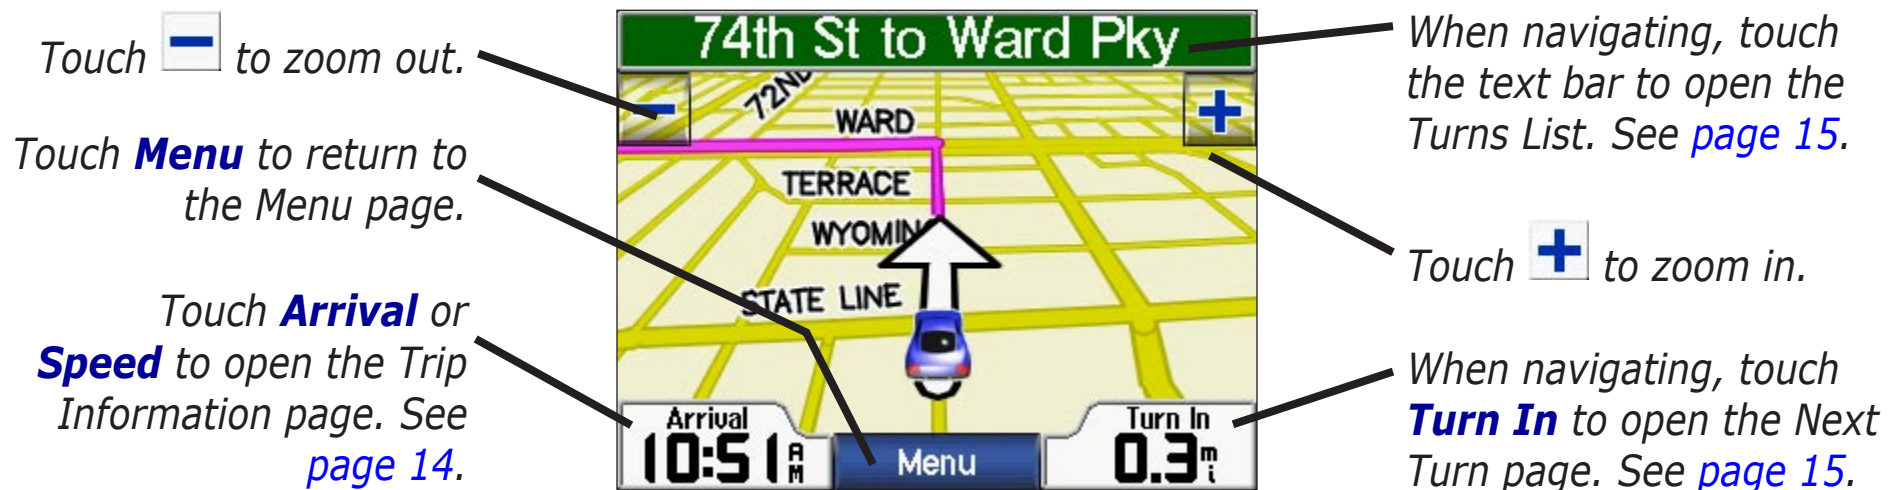 Touch − to zoom out.
Touch Menu to return to
the Menu page.
Touch Arrival or
Speed to open the Trip
Information page. See
page 14.
74th St to Ward Pky
72ND
WARD
TERRACE
WYOMIN
STATE LINE
Arrival
10:51 AM
Menu
Turn In
0.3 mi
When navigating, touch
the text bar to open the
Turns List. See page 15.
Touch + to zoom in.
When navigating, touch
Turn In to open the Next
Turn page. See page 15.